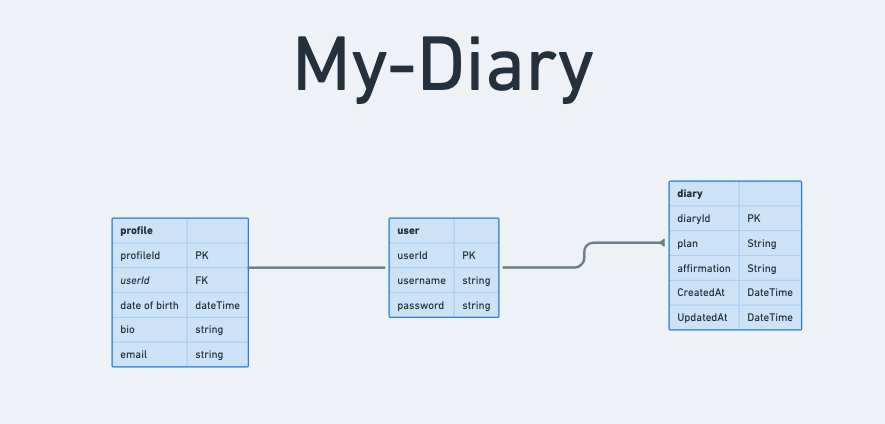 My-Diary
profile
profileId PK
userId FK
date of birth dateTime
bio string
email string
user
userId PK
username string
password string
diary
diaryId PK
plan String
affirmation String
CreatedAt DateTime
UpdatedAt DateTime